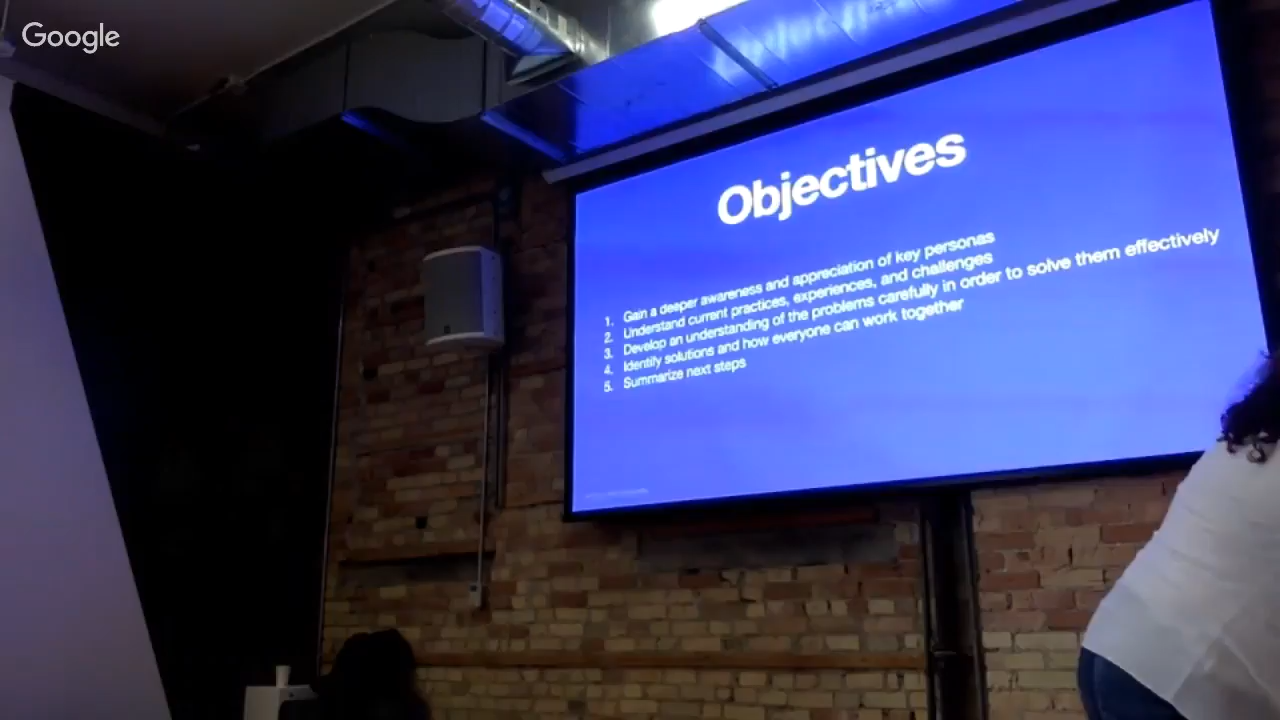 Google
Objectives
1. Gain a deeper awareness and appreciation of key personas
2. Understand current practices, experiences, and challenges
3. Develop an understanding of the problems carefully in order to solve them effectively
4. Identify solutions and how everyone can work together
5. Summarize next steps